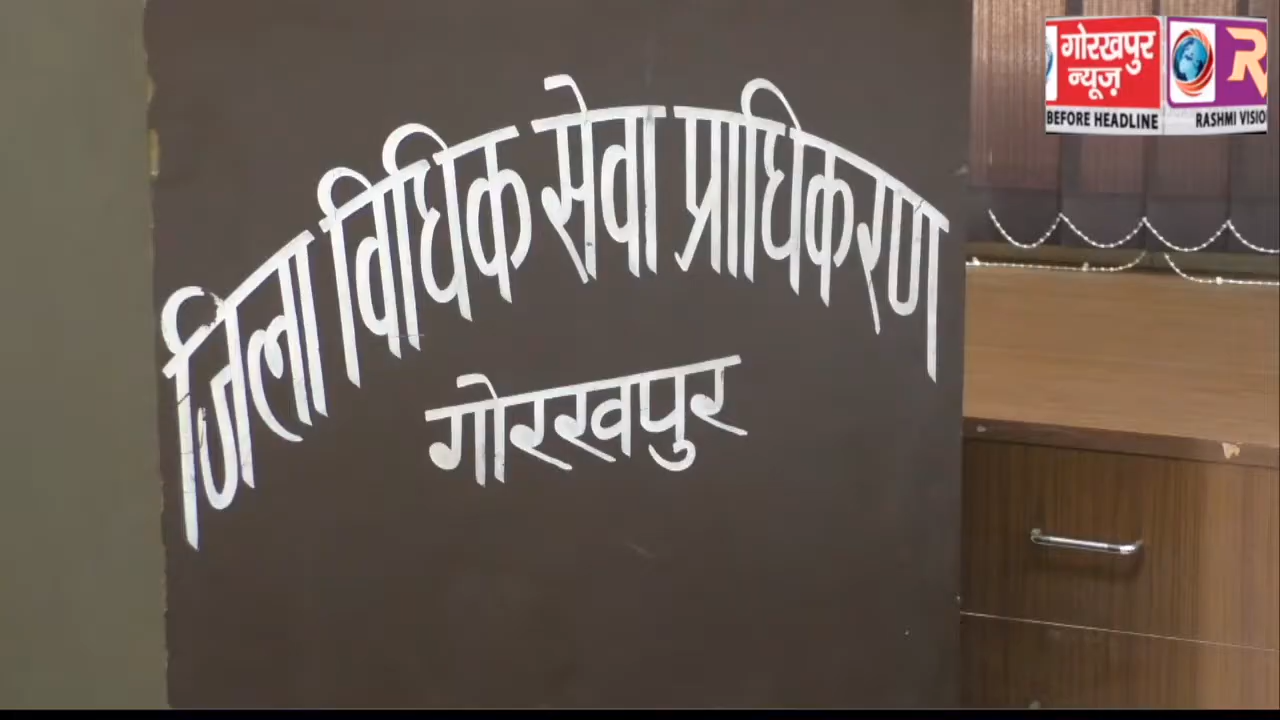 जिला विधिक सेवा प्राधिकरण
गोरखपुर
गोरखपुर
न्यूज़
BEFORE HEADLINE
R
RASHMI VISIO